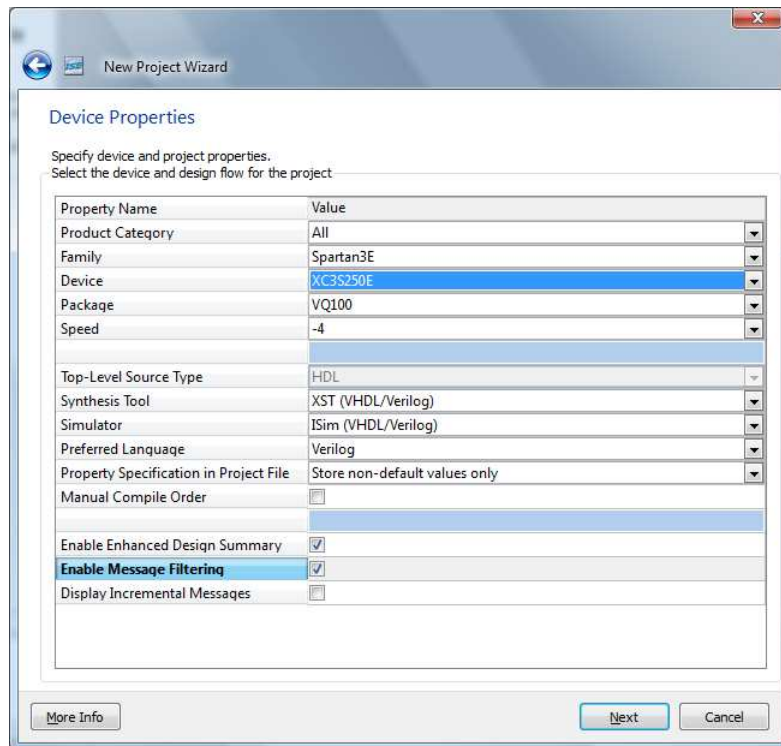 New Project Wizard
Device Properties
Specify device and project properties.
Select the device and design flow for the project
Property Name Value
Product Category All
Family Spartan3E
Device XC3S250E
Package VQ100
Speed -4
Top-Level Source Type HDL
Synthesis Tool XST (VHDL/Verilog)
Simulator ISim (VHDL/Verilog)
Preferred Language Verilog
Property Specification in Project File Store non-default values only
Manual Compile Order
Enable Enhanced Design Summary
Enable Message Filtering
Display Incremental Messages
More Info Next Cancel